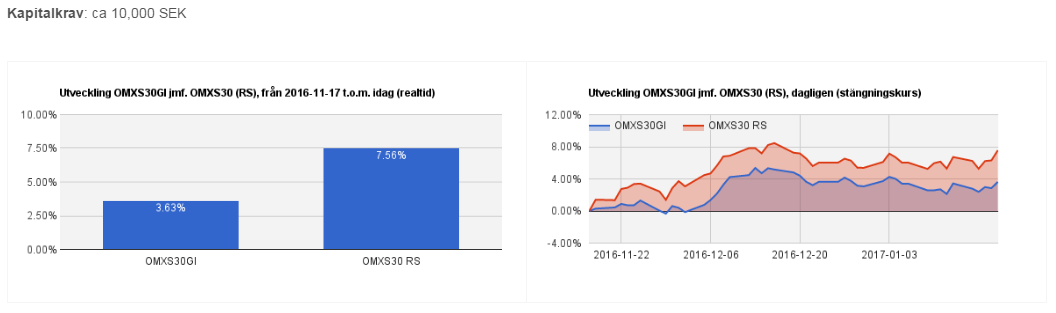 Kapitalkrav: ca 10,000 SEK
Utveckling OMXS30GI jmf. OMXS30 (RS), från 2016-11-17 t.o.m. idag (realtid)
10.00%
7.50%
5.00%
2.50%
0.00%
3.63%
7.56%
OMXS30GI
OMXS30 RS
Utveckling OMXS30GI jmf. OMXS30 (RS), dagligen (stängningskurs)
12.00%
8.00%
4.00%
0.00%
-4.00%
OMXS30GI
OMXS30 RS
2016-11-22
2016-12-06
2016-12-20
2017-01-03